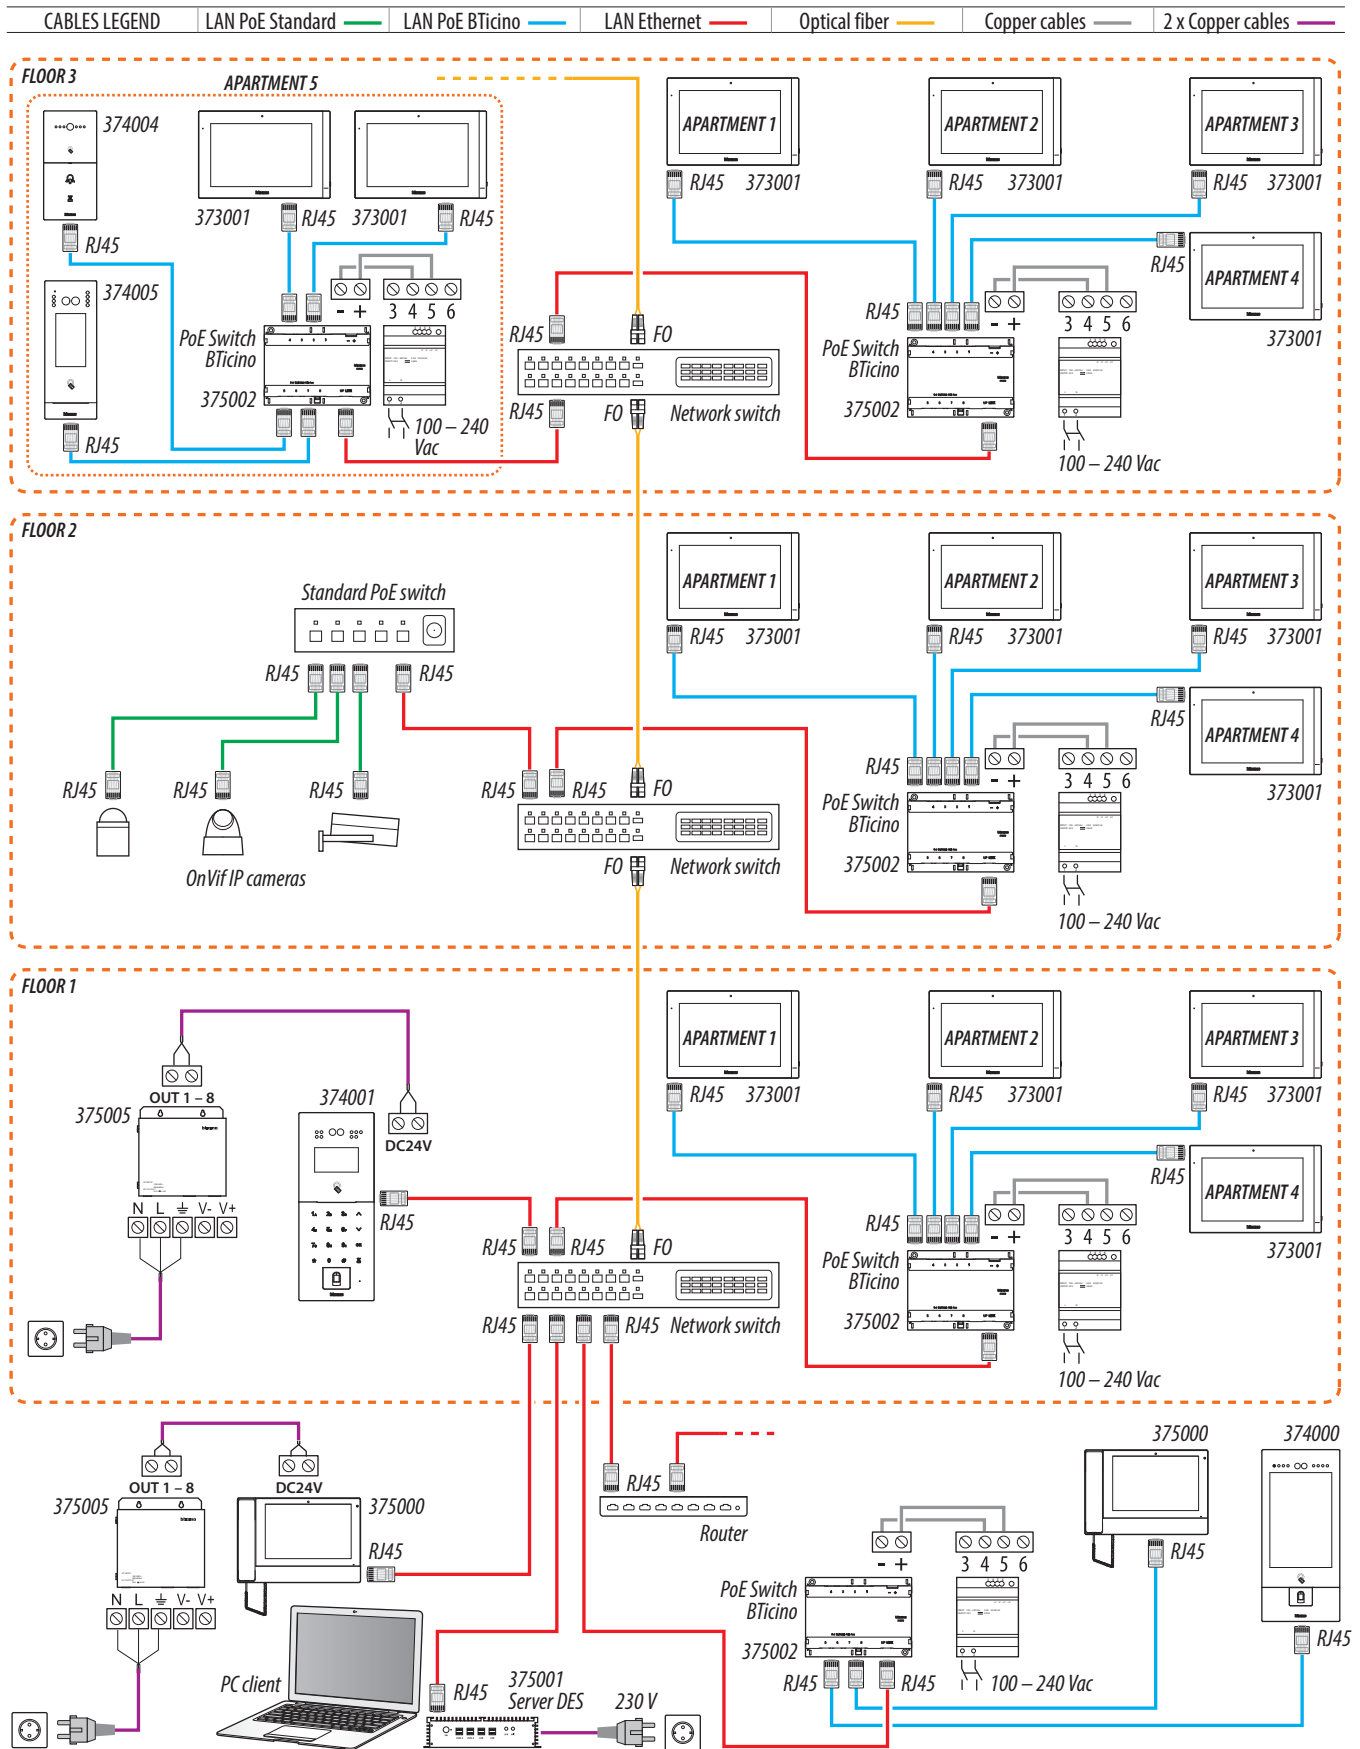 CABLES LEGEND
LAN PoE Standard
LAN PoE BTicino
LAN Ethernet
Optical fiber
Copper cables
2 x Copper cables
FLOOR 3
APARTMENT 5
374004
RJ45
374005
RJ45
373001
RJ45
373001
RJ45
- +
3 4 5 6
PoE Switch
BTicino
375002
100 – 240
Vac
RJ45
FO
RJ45
FO
Network switch
APARTMENT 1
RJ45
373001
APARTMENT 2
RJ45
373001
APARTMENT 3
RJ45
373001
APARTMENT 4
RJ45
373001
RJ45
- +
3 4 5 6
PoE Switch
BTicino
375002
100 – 240 Vac
FLOOR 2
Standard PoE switch
RJ45
RJ45
RJ45
RJ45
RJ45
OnVif IP cameras
RJ45
RJ45
FO
FO
Network switch
APARTMENT 1
RJ45
373001
APARTMENT 2
RJ45
373001
APARTMENT 3
RJ45
373001
APARTMENT 4
RJ45
373001
RJ45
- +
3 4 5 6
PoE Switch
BTicino
375002
100 – 240 Vac
FLOOR 1
OUT 1 – 8
375005
N L V- V+
374001
DC24V
RJ45
RJ45
RJ45
FO
RJ45
RJ45
Network switch
APARTMENT 1
RJ45
373001
APARTMENT 2
RJ45
373001
APARTMENT 3
RJ45
373001
APARTMENT 4
RJ45
373001
RJ45
- +
3 4 5 6
PoE Switch
BTicino
375002
100 – 240 Vac
OUT 1 – 8
375005
N L V- V+
DC24V
375000
RJ45
PC client
RJ45
375001
Server DES
230 V
RJ45
Router
- +
3 4 5 6
PoE Switch
BTicino
375002
RJ45
RJ45
100 – 240 Vac
375000
RJ45
374000
RJ45